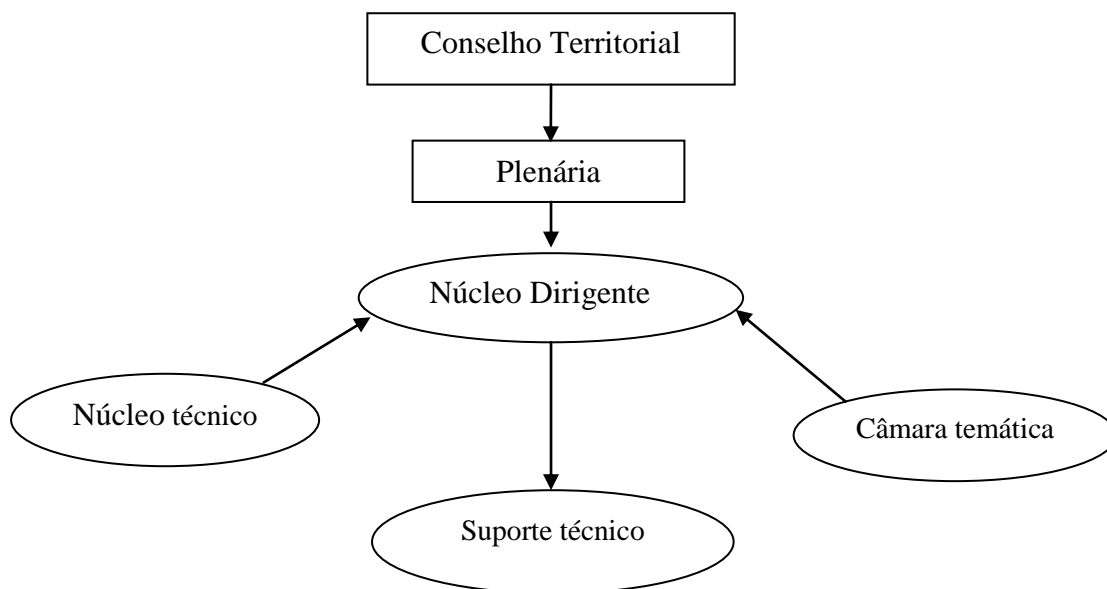 Conselho Territorial
Plenária
Núcleo Dirigente
Núcleo técnico
Câmara temática
Suporte técnico